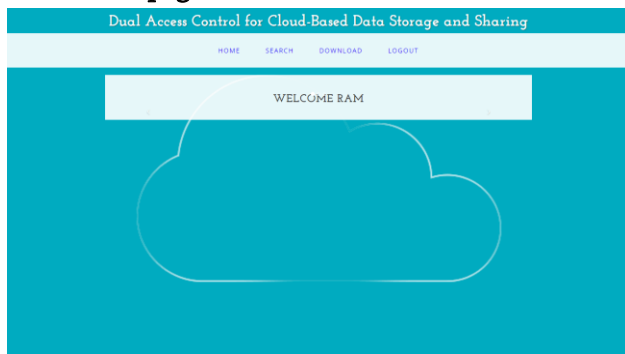 Dual Access Control for Cloud-Based Data Storage and Sharing
HOME SEARCH DOWNLOAD LOGOUT
WELCOME RAM